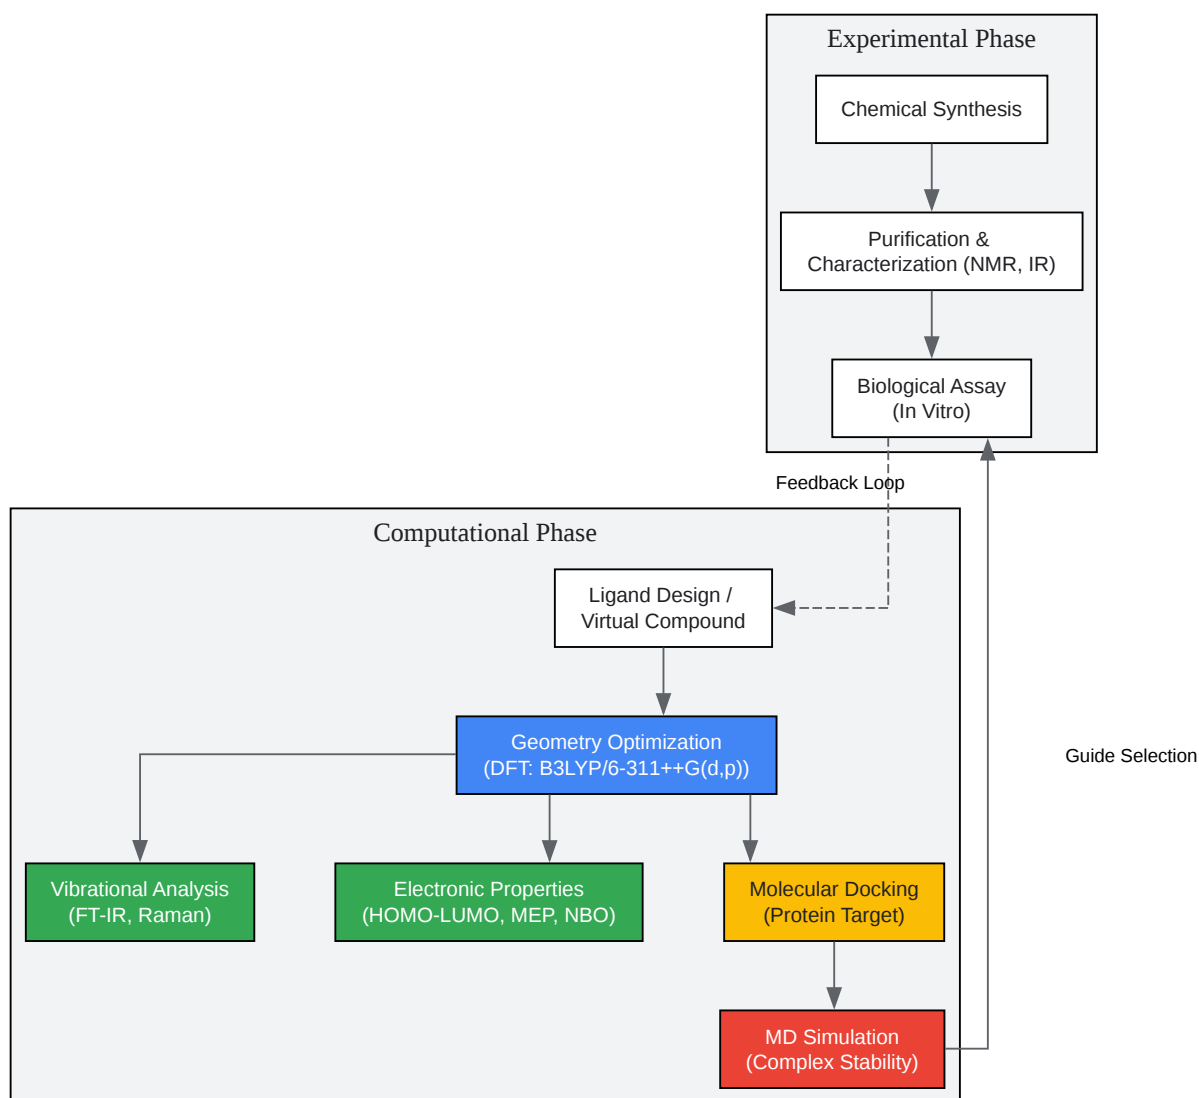 Experimental Phase
Chemical Synthesis
Purification &
Characterization (NMR, IR)
Biological Assay
(In Vitro)
Feedback Loop
Computational Phase
Ligand Design /
Virtual Compound
Geometry Optimization
(DFT: B3LYP/6-311++G(d,p))
Guide Selection
Vibrational Analysis
(FT-IR, Raman)
Electronic Properties
(HOMO-LUMO, MEP, NBO)
Molecular Docking
(Protein Target)
MD Simulation
(Complex Stability)